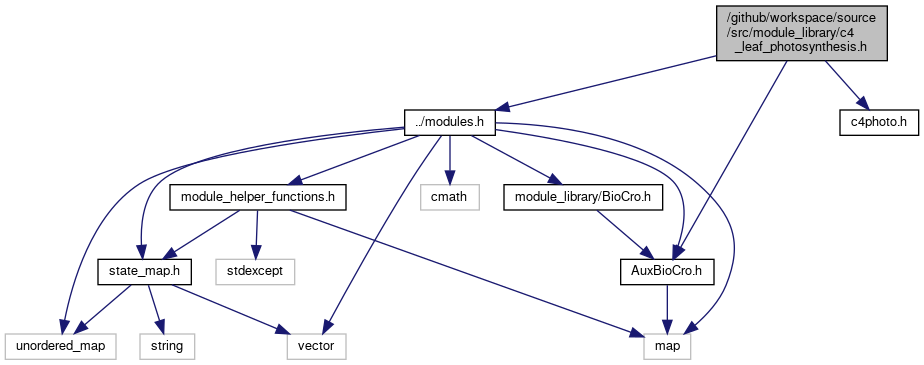 /github/workspace/source
/src/module_library/c4
_leaf_photosynthesis.h
../modules.h
c4photo.h
module_helper_functions.h
cmath
module_library/BioCro.h
state_map.h
stdexcept
AuxBioCro.h
unordered_map
string
vector
map